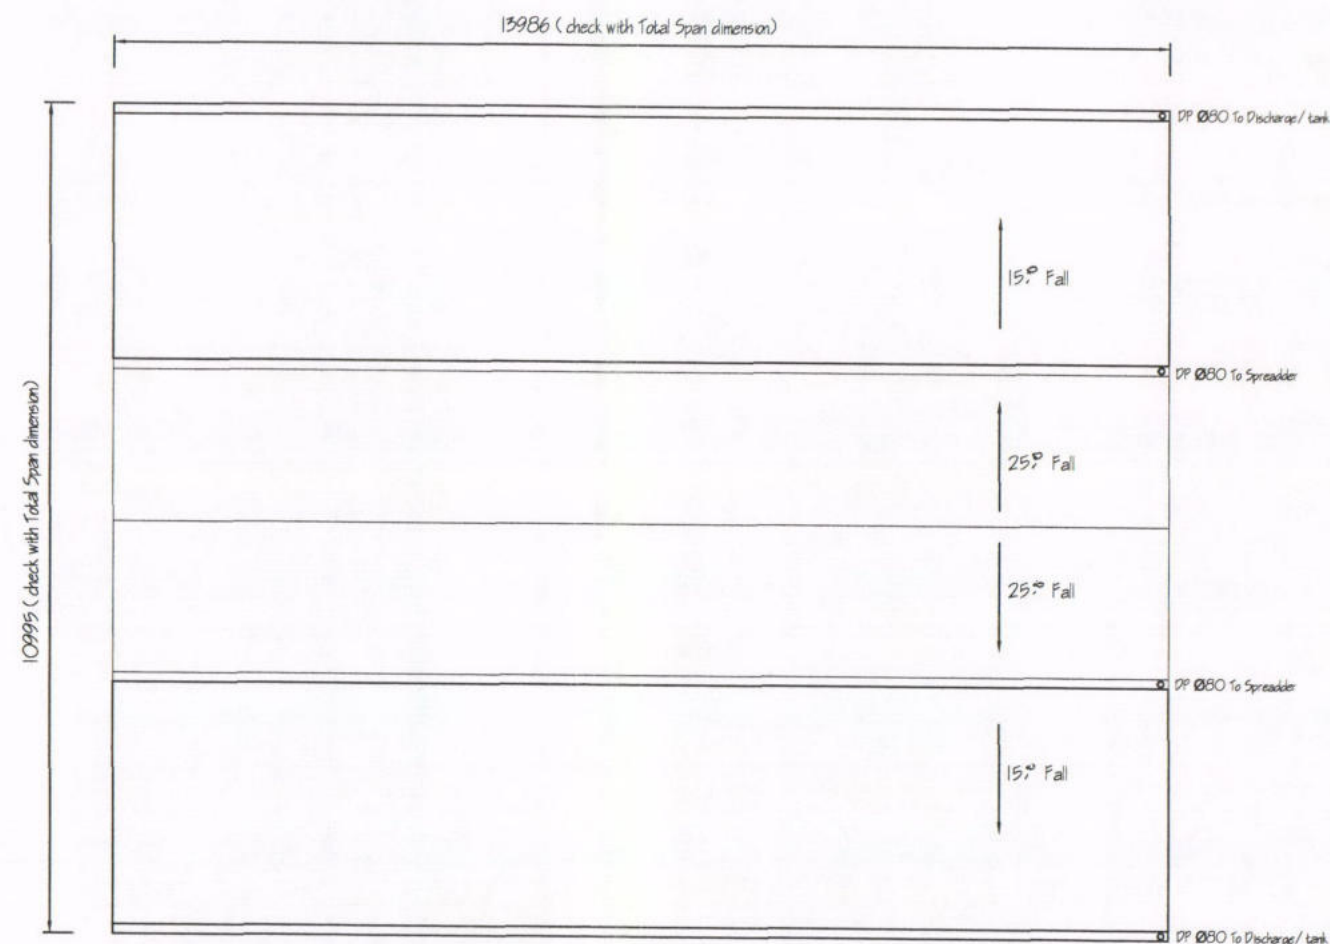 13986 ( check with Total Span dimension)
DP Ø80 To Discharge/ tank
15.° Fall
DP Ø80 To Spreadder
25.° Fall
10995 ( check with Total Span dimension)
25.° Fall
DP Ø80 To Spreadder
15.° Fall
DP Ø80 To Discharge/ tank